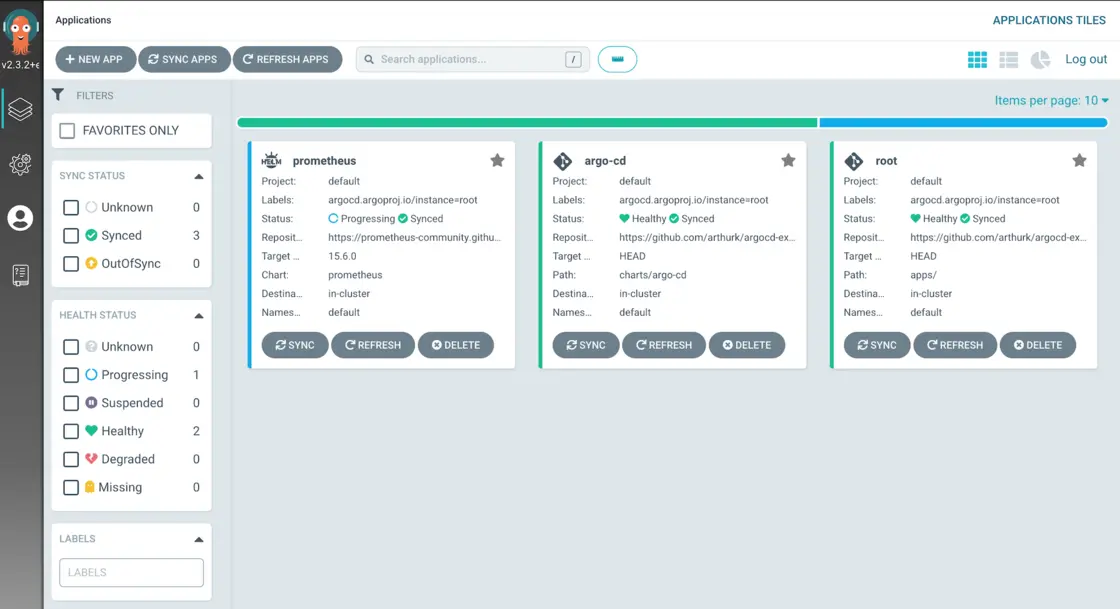 Applications
APPLICATIONS TILES
v2.3.2+e
NEW APP
SYNC APPS
REFRESH APPS
Search applications...
/
Log out
FILTERS
Items per page: 10
FAVORITES ONLY
SYNC STATUS
Unknown 0
Synced 3
OutOfSync 0
HEALTH STATUS
Unknown 0
Progressing 1
Suspended 0
Healthy 2
Degraded 0
Missing 0
LABELS
LABELS
HELM
prometheus
Project: default
Labels: argocd.argoproj.io/instance=root
Status: Progressing Synced
Reposit... https://prometheus-community.githu...
Target ... 15.6.0
Chart: prometheus
Destina... in-cluster
Names... default
SYNC REFRESH DELETE
argo-cd
Project: default
Labels: argocd.argoproj.io/instance=root
Status: Healthy Synced
Reposit... https://github.com/arthurk/argocd-ex...
Target ... HEAD
Path: charts/argo-cd
Destina... in-cluster
Names... default
SYNC REFRESH DELETE
root
Project: default
Labels: argocd.argoproj.io/instance=root
Status: Healthy Synced
Reposit... https://github.com/arthurk/argocd-ex...
Target ... HEAD
Path: apps/
Destina... in-cluster
Names... default
SYNC REFRESH DELETE